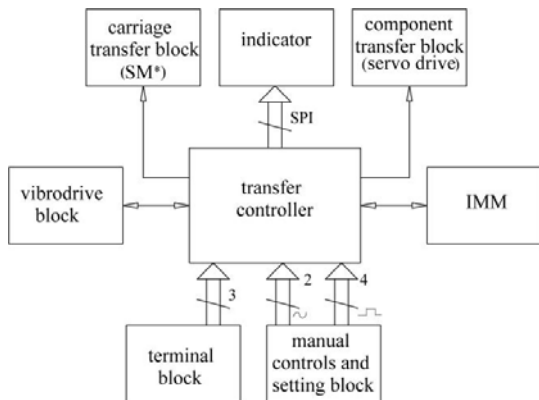 carriage
transfer block
(SM*)
indicator
component
transfer block
(servo drive)
SPI
vibrodrive
block
transfer
controller
IMM
3
2
4
terminal
block
manual
controls and
setting block